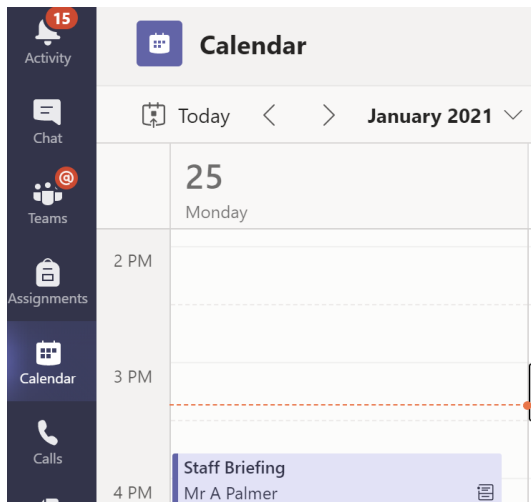 15
Activity
Chat
@
Teams
Assignments
Calendar
Calls
Calendar
Today
January 2021
25
Monday
2 PM
3 PM
4 PM
Staff Briefing
Mr A Palmer